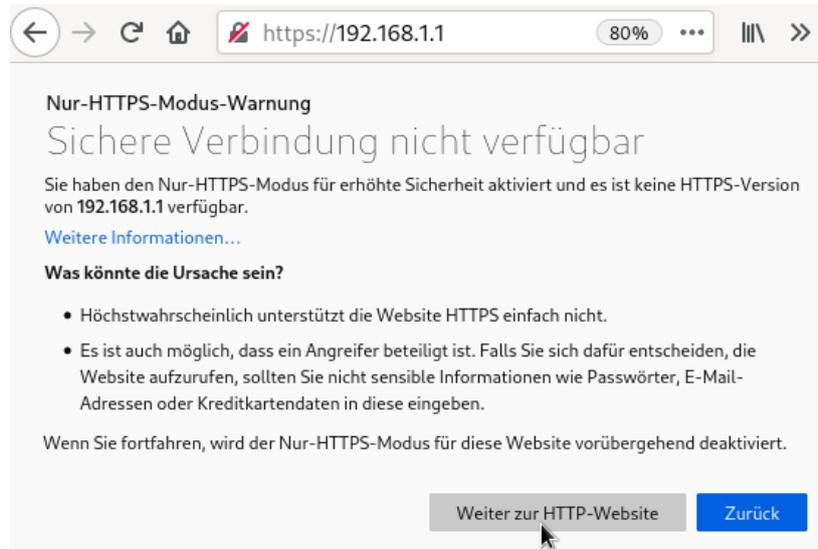 https://192.168.1.1
80%
Nur-HTTPS-Modus-Warnung
Sichere Verbindung nicht verfügbar
Sie haben den Nur-HTTPS-Modus für erhöhte Sicherheit aktiviert und es ist keine HTTPS-Version
von 192.168.1.1 verfügbar.
Weitere Informationen…
Was könnte die Ursache sein?
• Höchstwahrscheinlich unterstützt die Website HTTPS einfach nicht.
• Es ist auch möglich, dass ein Angreifer beteiligt ist. Falls Sie sich dafür entscheiden, die
Website aufzurufen, sollten Sie nicht sensible Informationen wie Passwörter, E-Mail-
Adressen oder Kreditkartendaten in diese eingeben.
Wenn Sie fortfahren, wird der Nur-HTTPS-Modus für diese Website vorübergehend deaktiviert.
Weiter zur HTTP-Website
Zurück